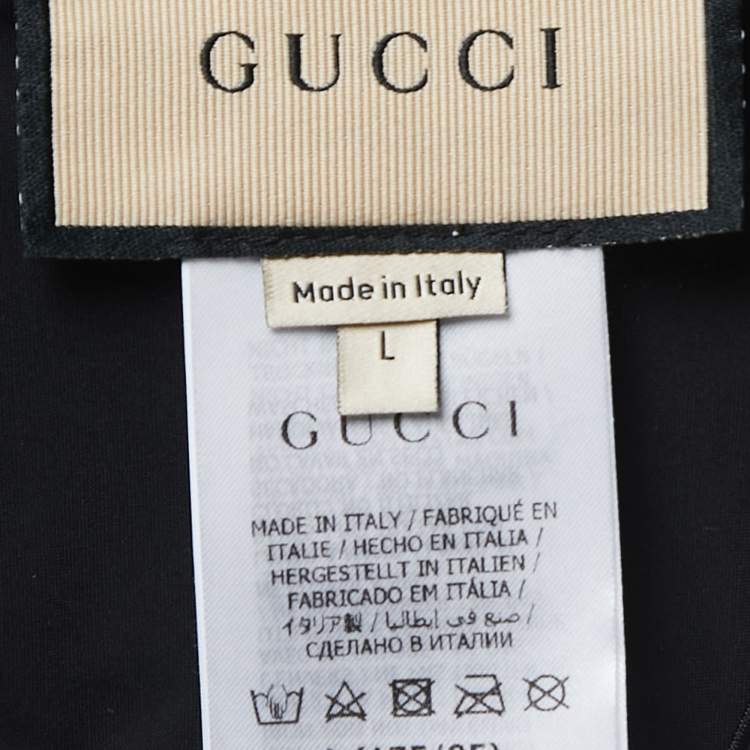 GUCCI
Made in Italy
L
GUCCI
MADE IN ITALY / FABRIQUÉ EN
ITALIE / HECHO EN ITALIA /
HERGESTELLT IN ITALIEN /
FABRICADO EM ITÁLIA /
イタリア製 / صنع في إيطاليا /
СДЕЛАНО В ИТАЛИИ